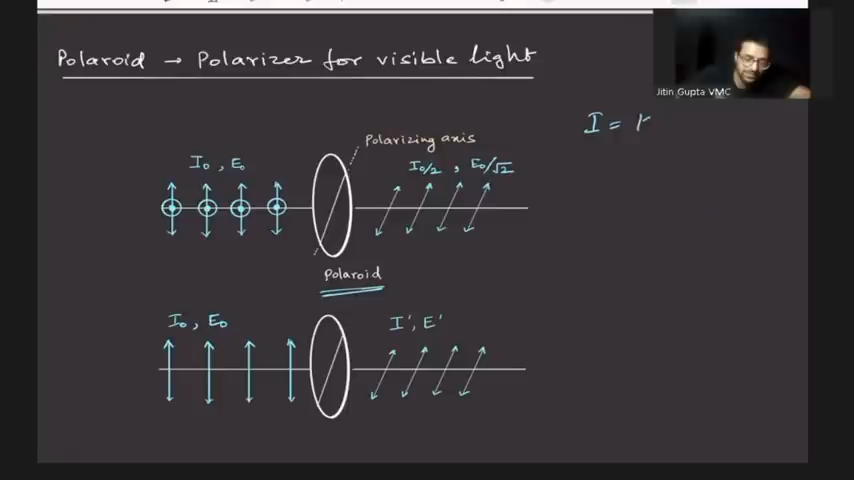 Polaroid → Polarizer for visible light
Jitin Gupta VMC
I =
Polarizing axis
I₀, E₀
I₀/2, E₀/√2
Polaroid
I₀, E₀
I', E'